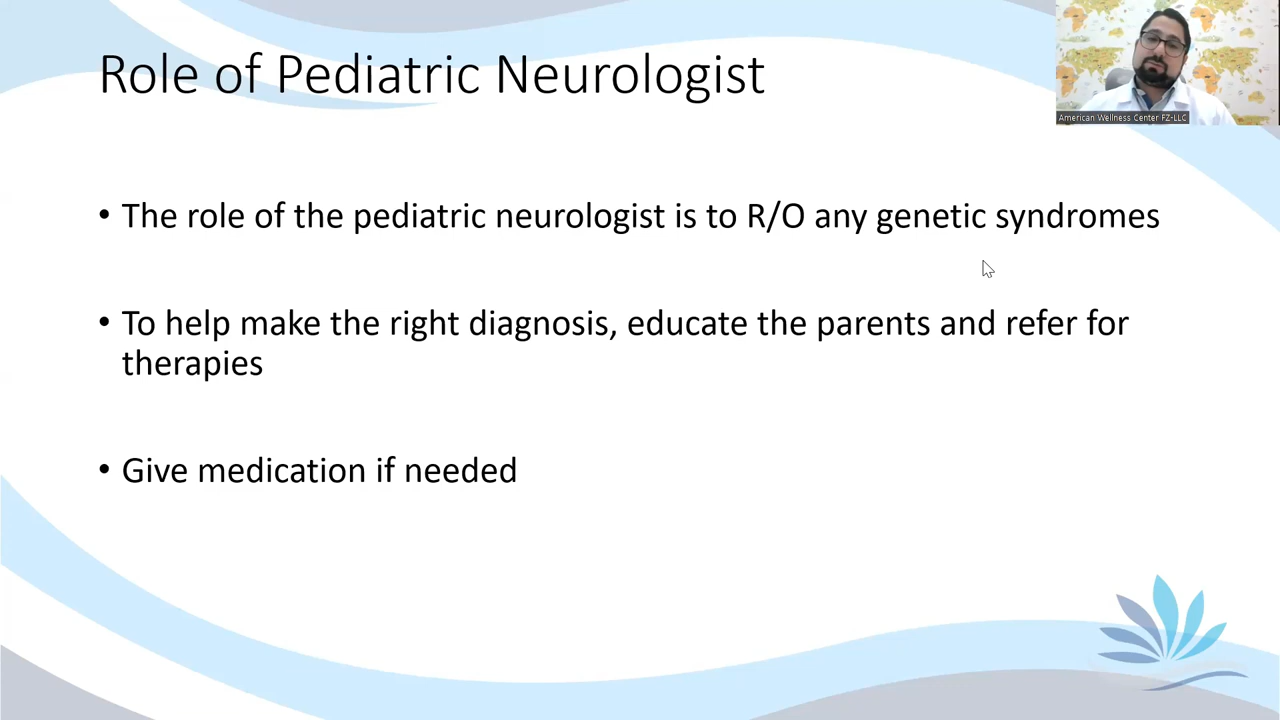 Role of Pediatric Neurologist
American Wellness Center FZ-LLC
• The role of the pediatric neurologist is to R/O any genetic syndromes
• To help make the right diagnosis, educate the parents and refer for
therapies
• Give medication if needed